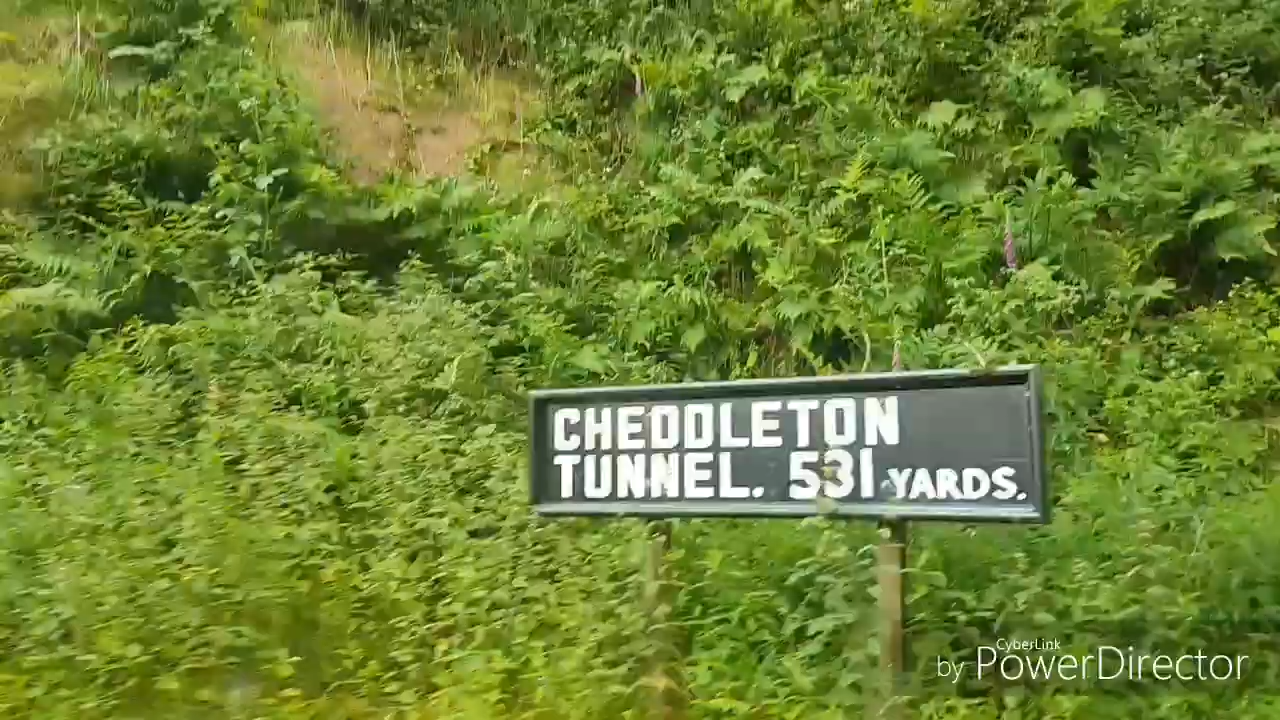 CHEDDLETON
TUNNEL. 531 YARDS.
CyberLink
by PowerDirector